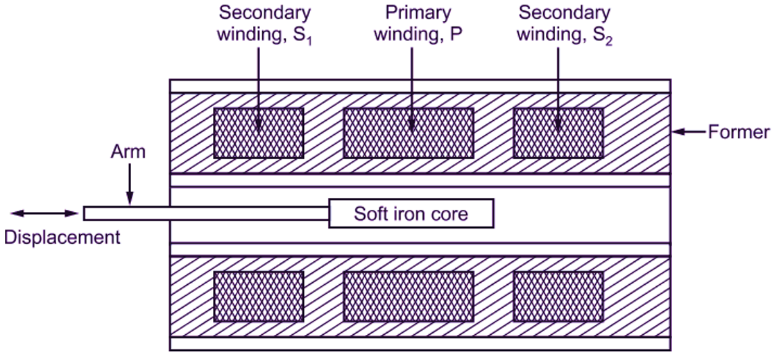 Secondary
winding, S₁
Primary
winding, P
Secondary
winding, S₂
Former
Arm
Soft iron core
Displacement